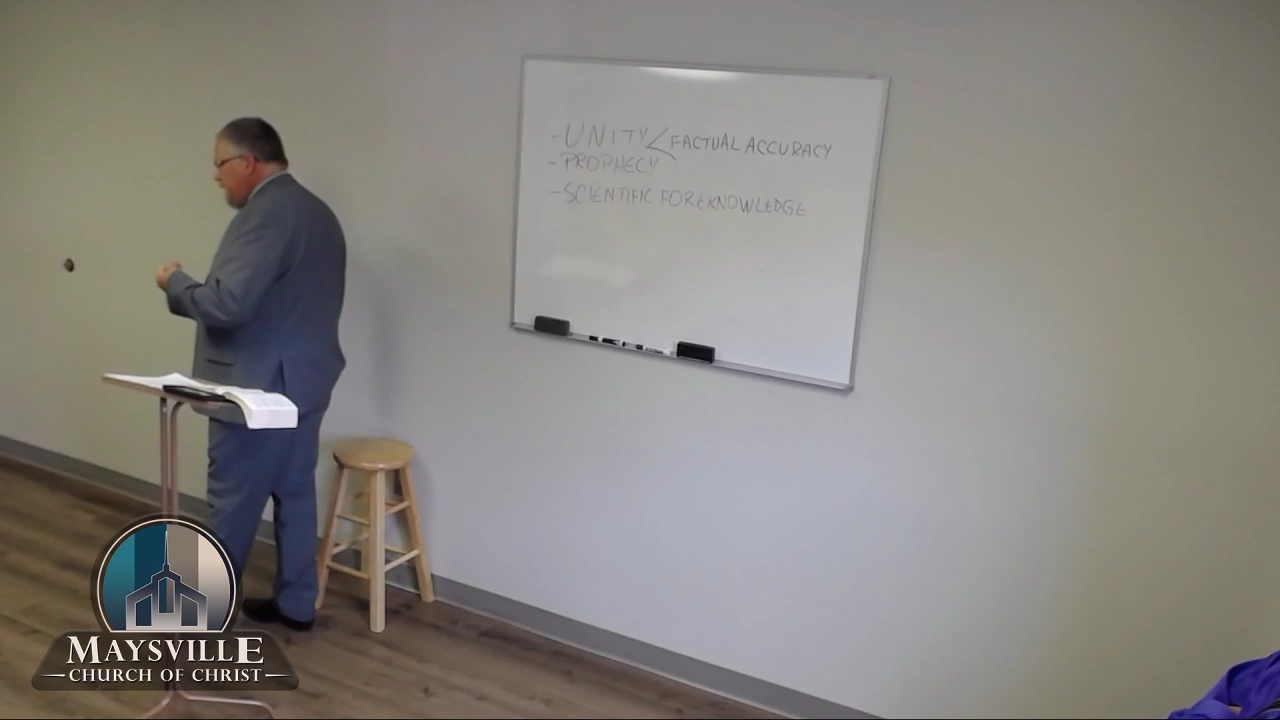 - UNITY < FACTUAL ACCURACY
- PROPHECY
- SCIENTIFIC FOREKNOWLEDGE
MAYSVILLE
CHURCH OF CHRIST